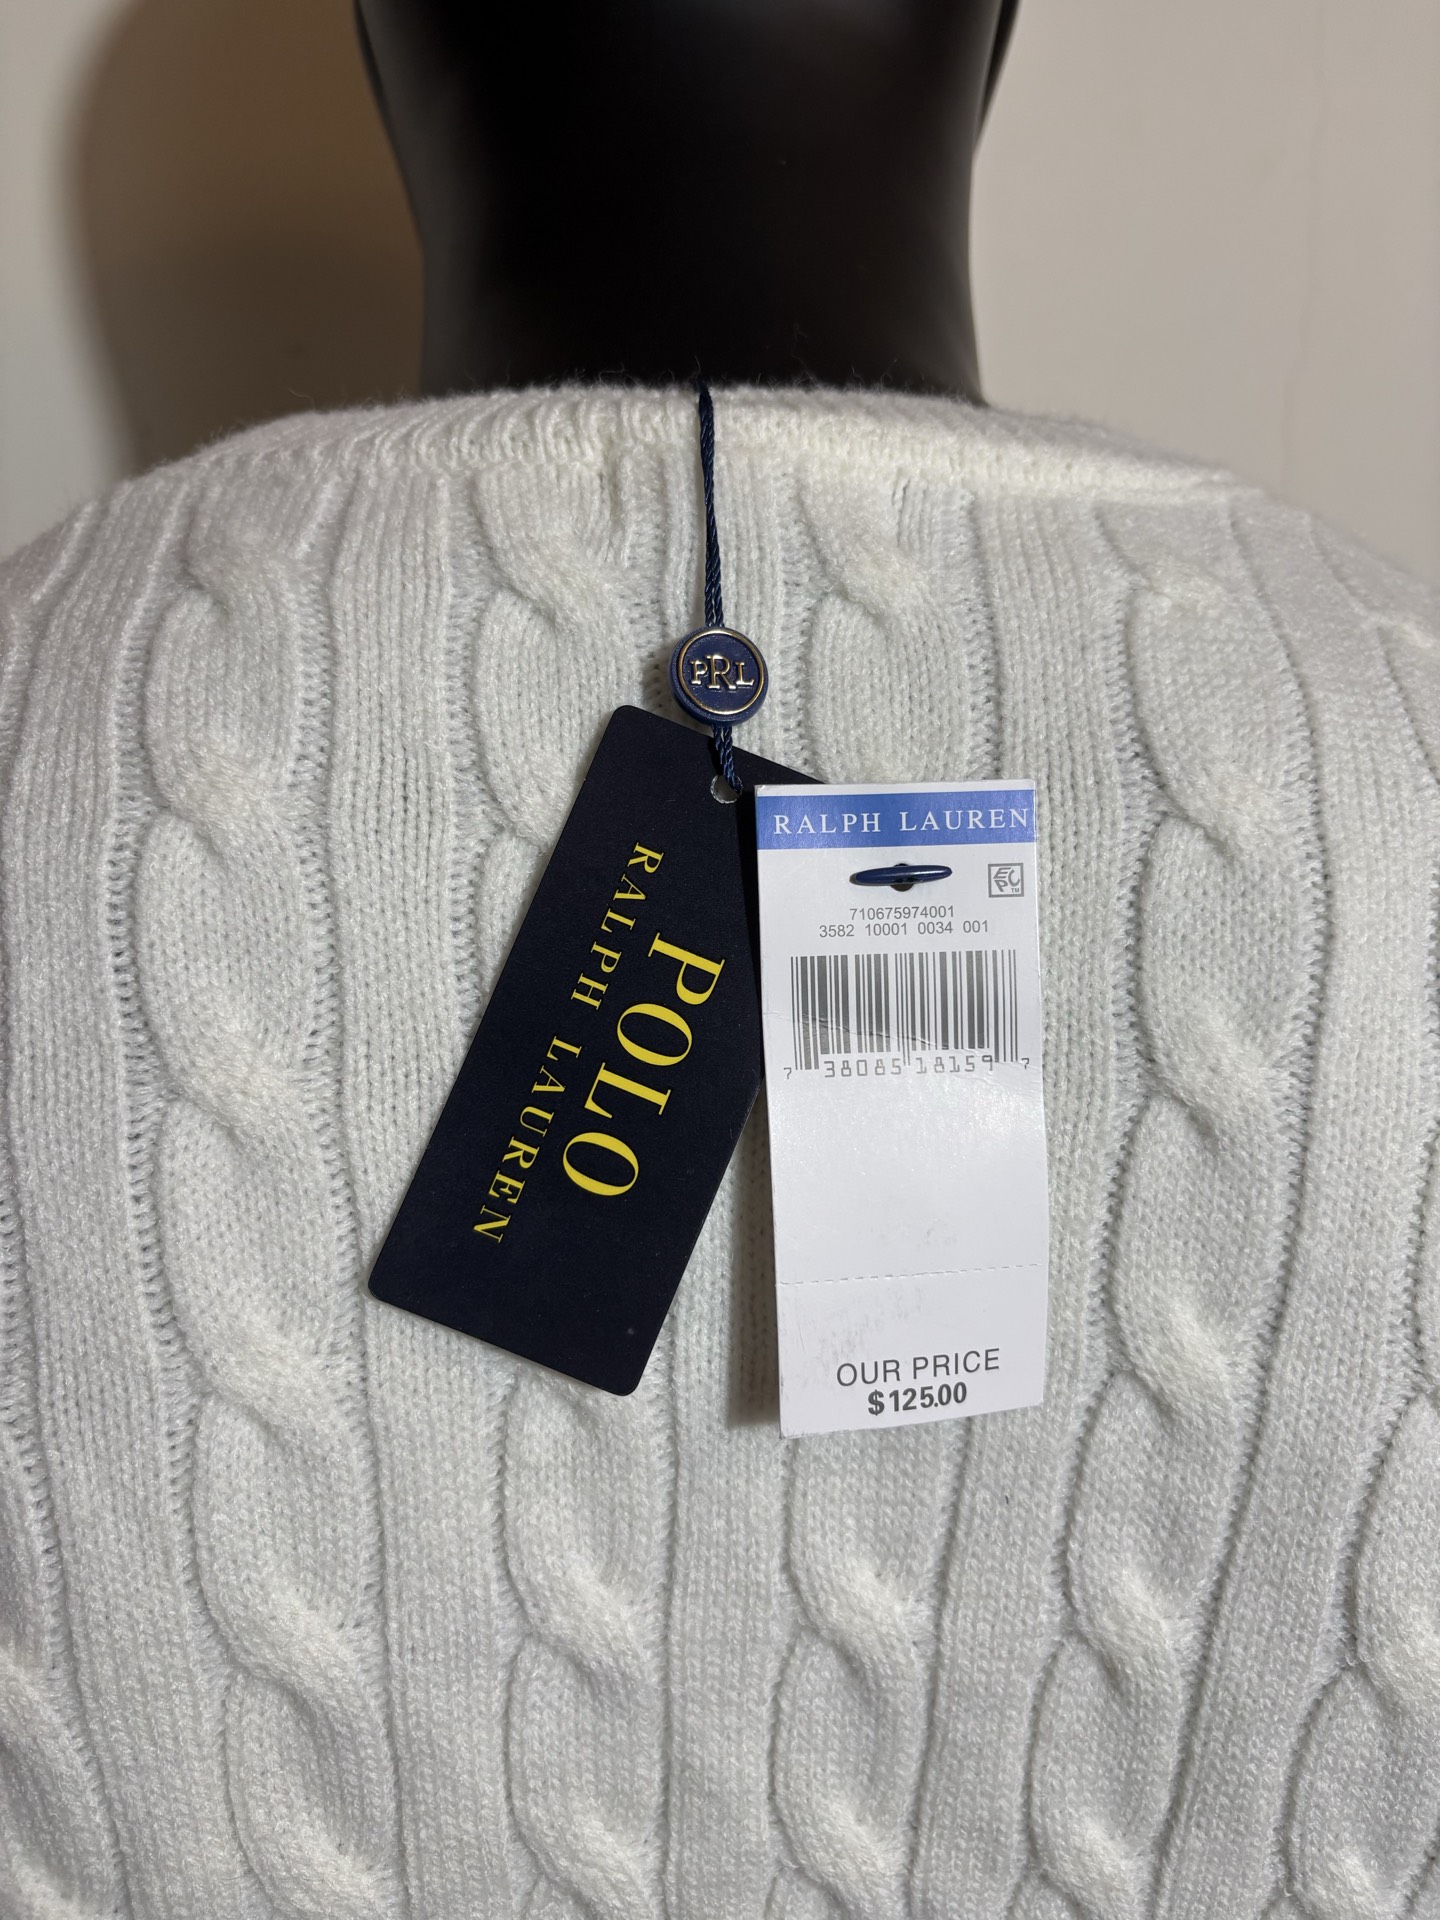 PRL
POLO
RALPH LAUREN
RALPH LAUREN
EPC™
710675974001
3582 10001 0034 001
7 38085 18159 7
OUR PRICE
$125.00